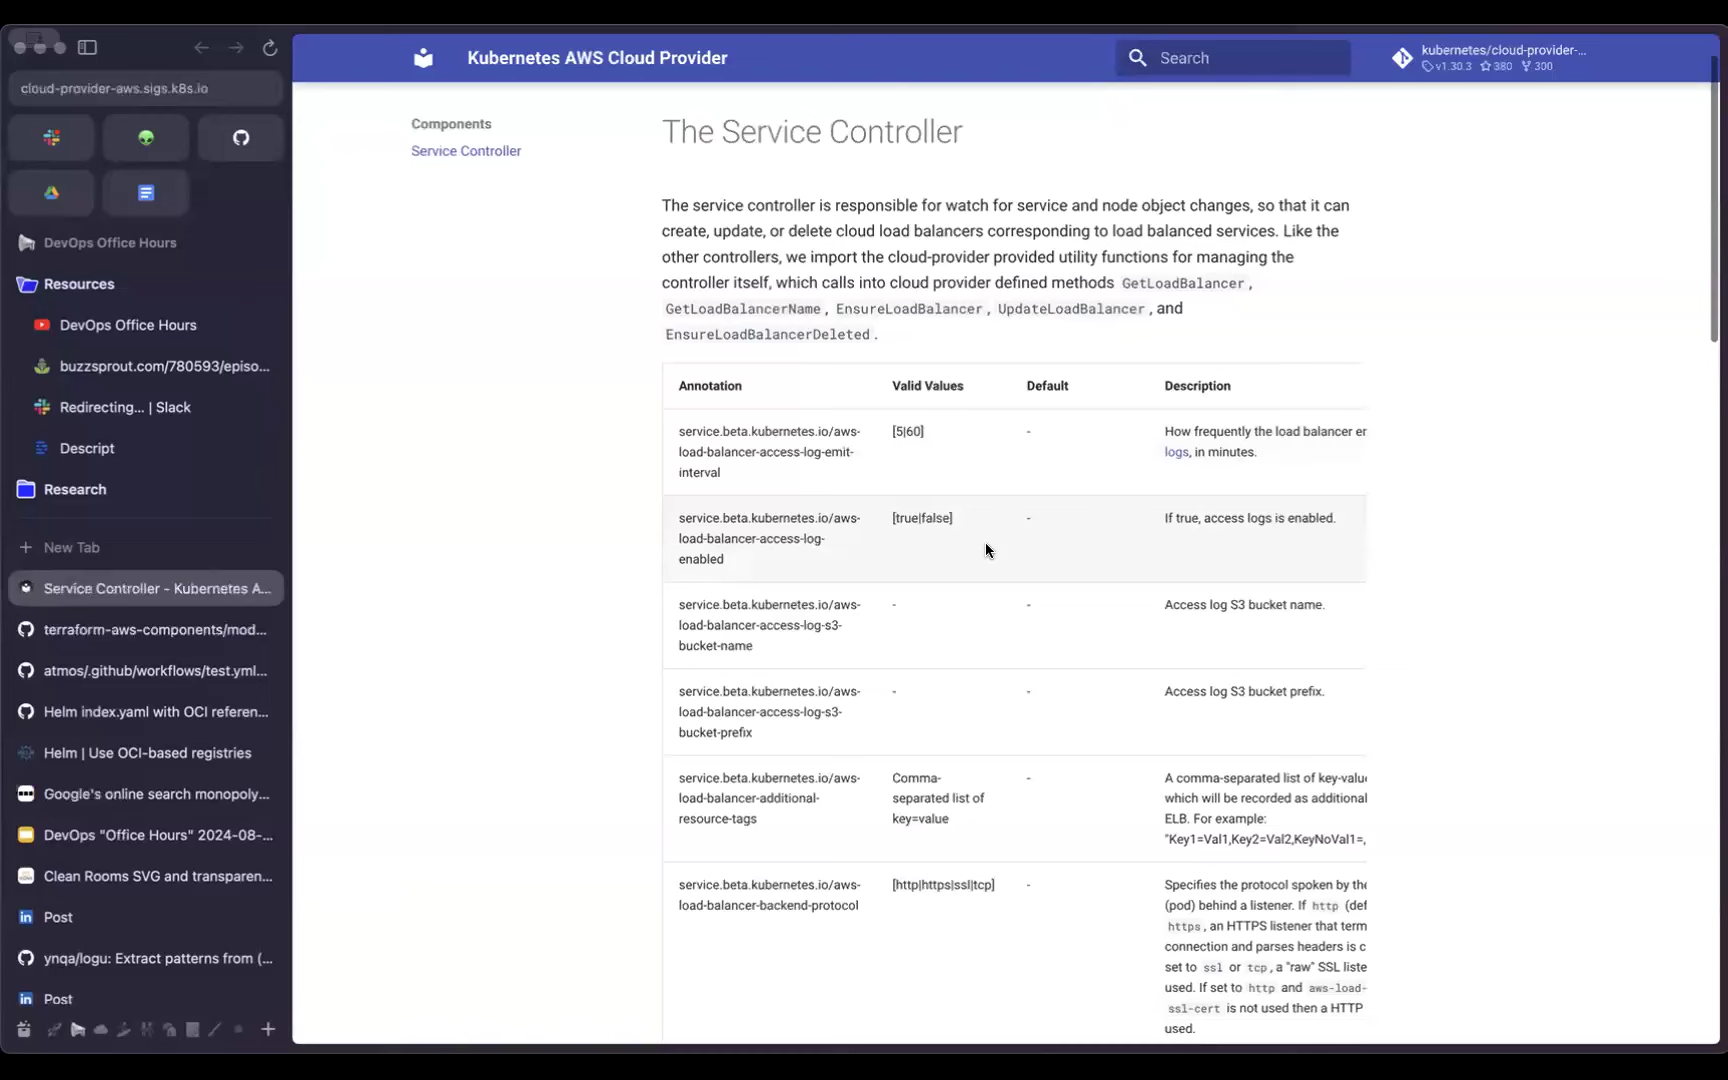 cloud-provider-aws.sigs.k8s.io
DevOps Office Hours
Resources
DevOps Office Hours
buzzsprout.com/780593/episo...
Redirecting... | Slack
Descript
Research
New Tab
Service Controller - Kubernetes A...
terraform-aws-components/mod...
atmos/.github/workflows/test.yml...
Helm index.yaml with OCI referen...
Helm | Use OCI-based registries
Google's online search monopoly...
DevOps "Office Hours" 2024-08-...
Clean Rooms SVG and transparen...
Post
ynqa/logu: Extract patterns from (...
Post
Kubernetes AWS Cloud Provider
Search
kubernetes/cloud-provider-...
v1.30.3 380 300
Components
Service Controller
The Service Controller
The service controller is responsible for watch for service and node object changes, so that it can
create, update, or delete cloud load balancers corresponding to load balanced services. Like the
other controllers, we import the cloud-provider provided utility functions for managing the
controller itself, which calls into cloud provider defined methods GetLoadBalancer,
GetLoadBalancerName, EnsureLoadBalancer, UpdateLoadBalancer, and
EnsureLoadBalancerDeleted.
Annotation Valid Values Default Description
service.beta.kubernetes.io/aws-
load-balancer-access-log-emit-
interval
[5|60]
-
How frequently the load balancer er
logs, in minutes.
service.beta.kubernetes.io/aws-
load-balancer-access-log-
enabled
[true|false]
-
If true, access logs is enabled.
service.beta.kubernetes.io/aws-
load-balancer-access-log-s3-
bucket-name
-
-
Access log S3 bucket name.
service.beta.kubernetes.io/aws-
load-balancer-access-log-s3-
bucket-prefix
-
-
Access log S3 bucket prefix.
service.beta.kubernetes.io/aws-
load-balancer-additional-
resource-tags
Comma-
separated list of
key=value
-
A comma-separated list of key-value
which will be recorded as additional
ELB. For example:
"Key1=Val1,Key2=Val2,KeyNoVal1=,
service.beta.kubernetes.io/aws-
load-balancer-backend-protocol
[http|https|ssl|tcp]
-
Specifies the protocol spoken by the
(pod) behind a listener. If http (def
https, an HTTPS listener that term
connection and parses headers is c
set to ssl or tcp, a "raw" SSL liste
used. If set to http and aws-load-
ssl-cert is not used then a HTTP
used.